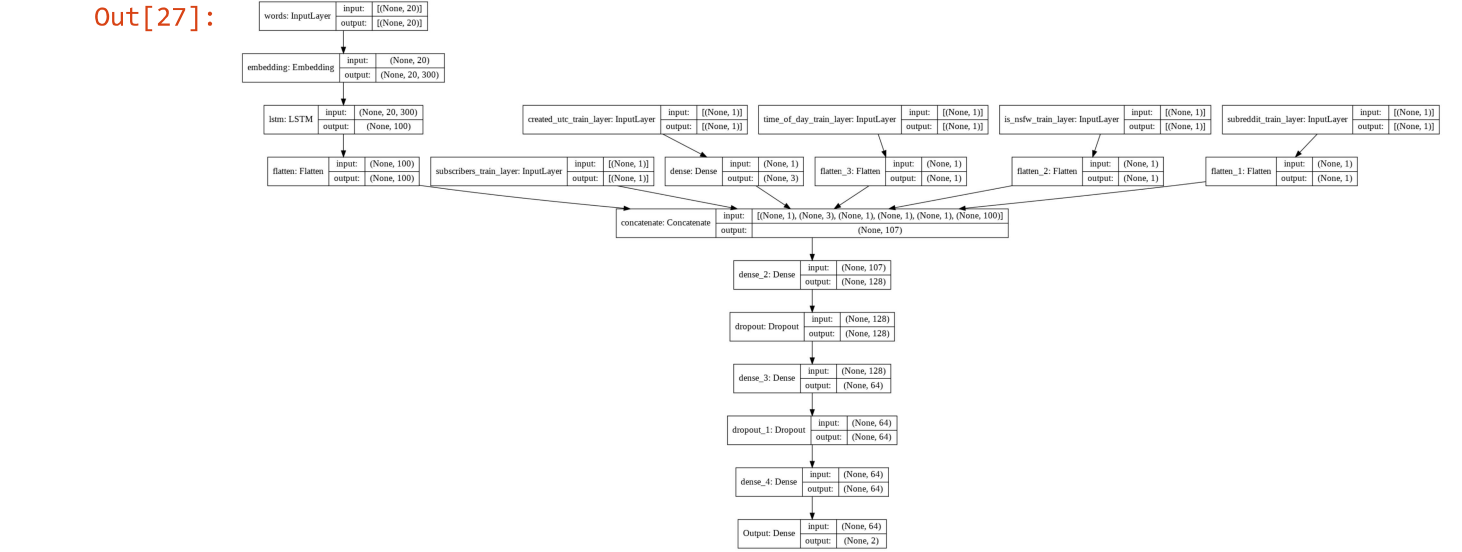 Out[27]:
words: InputLayer input: [(None, 20)]
output: [(None, 20)]
embedding: Embedding input: (None, 20)
output: (None, 20, 300)
lstm: LSTM input: (None, 20, 300)
output: (None, 100)
created_utc_train_layer: InputLayer input: [(None, 1)]
output: [(None, 1)]
time_of_day_train_layer: InputLayer input: [(None, 1)]
output: [(None, 1)]
is_nsfw_train_layer: InputLayer input: [(None, 1)]
output: [(None, 1)]
subreddit_train_layer: InputLayer input: [(None, 1)]
output: [(None, 1)]
flatten: Flatten input: (None, 100)
output: (None, 100)
subscribers_train_layer: InputLayer input: [(None, 1)]
output: [(None, 1)]
dense: Dense input: (None, 1)
output: (None, 3)
flatten_3: Flatten input: (None, 1)
output: (None, 1)
flatten_2: Flatten input: (None, 1)
output: (None, 1)
flatten_1: Flatten input: (None, 1)
output: (None, 1)
concatenate: Concatenate input: [(None, 1), (None, 3), (None, 1), (None, 1), (None, 1), (None, 100)]
output: (None, 107)
dense_2: Dense input: (None, 107)
output: (None, 128)
dropout: Dropout input: (None, 128)
output: (None, 128)
dense_3: Dense input: (None, 128)
output: (None, 64)
dropout_1: Dropout input: (None, 64)
output: (None, 64)
dense_4: Dense input: (None, 64)
output: (None, 64)
Output: Dense input: (None, 64)
output: (None, 2)